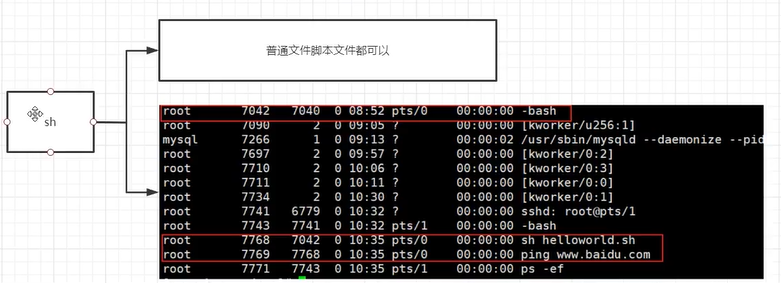 普通文件脚本文件都可以
sh
root 7042 7040 0 08:52 pts/0 00:00:00 -bash
root 7090 2 0 09:05 ? 00:00:00 [kworker/u256:1]
mysql 7266 1 0 09:13 ? 00:00:02 /usr/sbin/mysqld --daemonize --pid
root 7697 2 0 09:57 ? 00:00:00 [kworker/0:2]
root 7710 2 0 10:06 ? 00:00:00 [kworker/0:3]
root 7711 2 0 10:11 ? 00:00:00 [kworker/0:0]
root 7734 2 0 10:30 ? 00:00:00 [kworker/0:1]
root 7741 6779 0 10:32 ? 00:00:00 sshd: root@pts/1
root 7743 7741 0 10:32 pts/1 00:00:00 -bash
root 7768 7042 0 10:35 pts/0 00:00:00 sh helloworld.sh
root 7769 7768 0 10:35 pts/0 00:00:00 ping www.baidu.com
root 7771 7743 0 10:35 pts/1 00:00:00 ps -ef